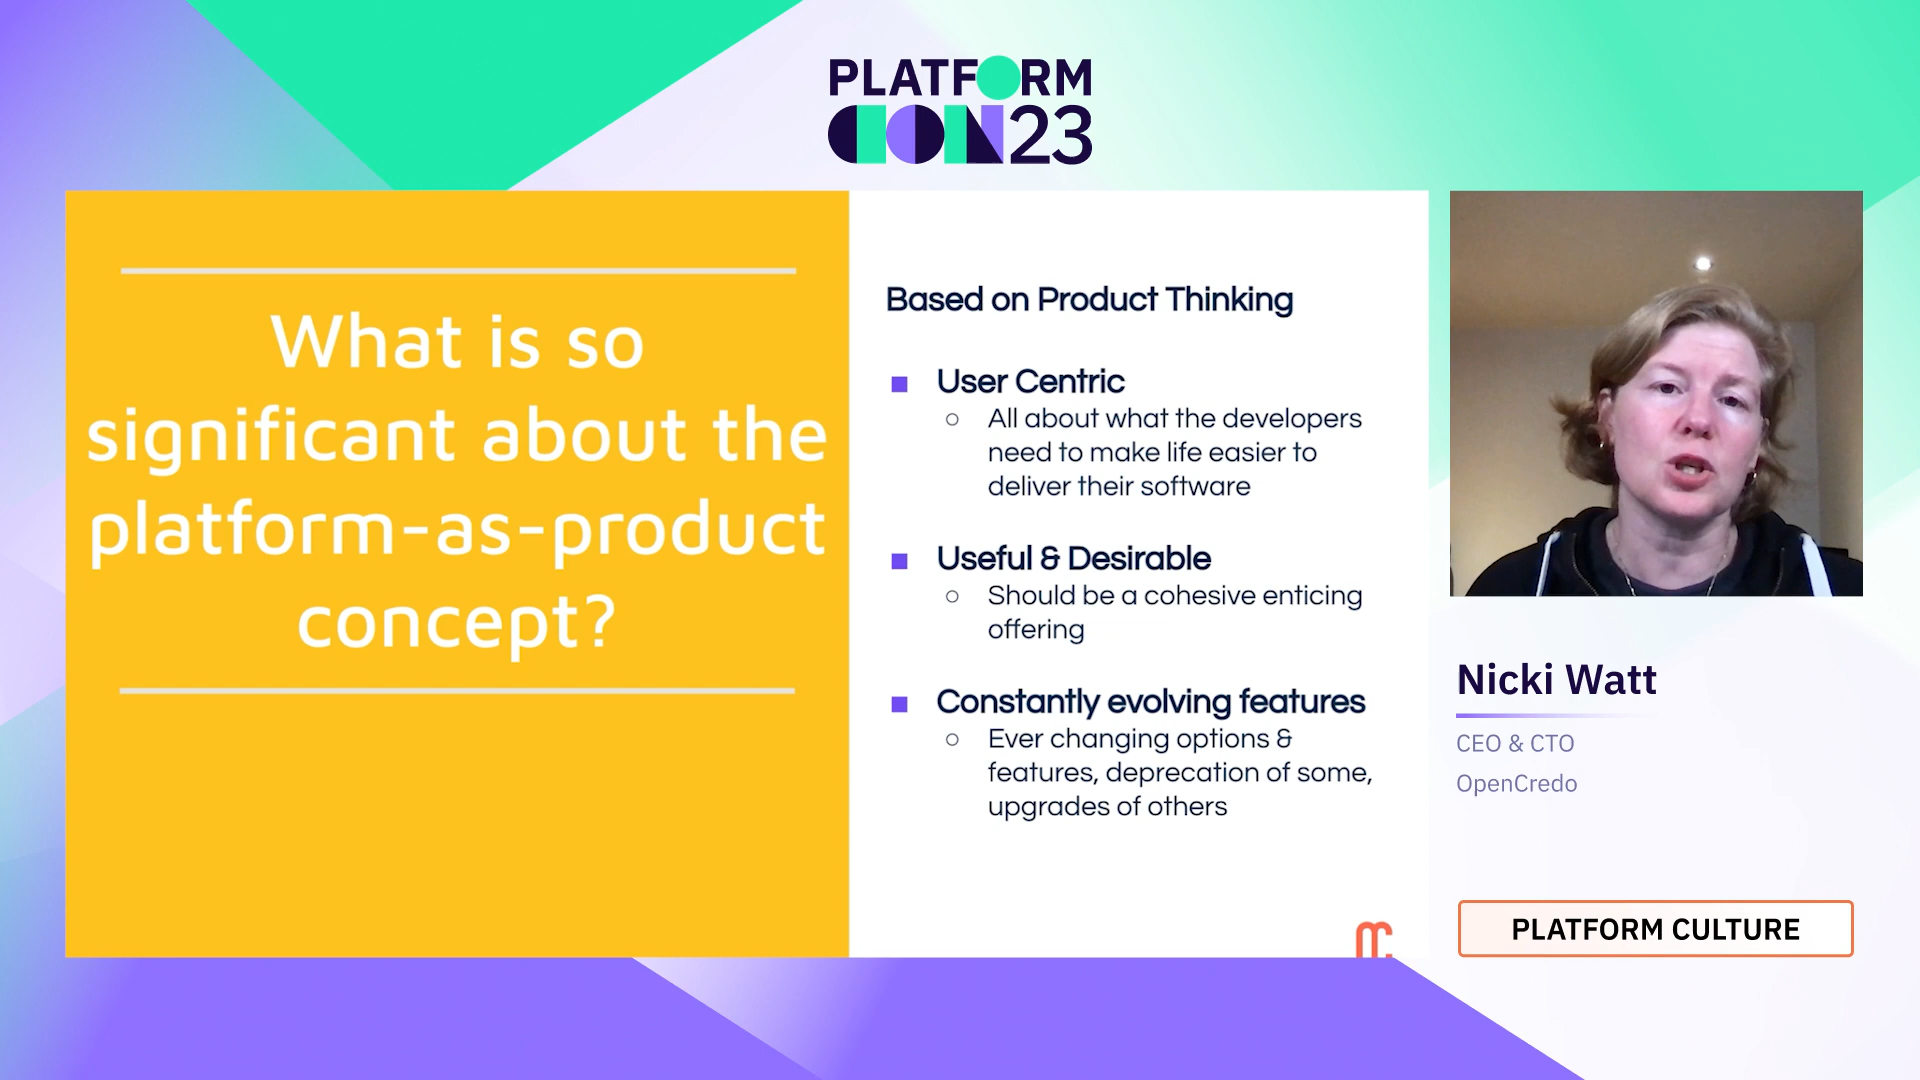 PLATFORM
CON23
What is so
significant about the
platform-as-product
concept?
Based on Product Thinking
User Centric
All about what the developers
need to make life easier to
deliver their software
Useful & Desirable
Should be a cohesive enticing
offering
Constantly evolving features
Ever changing options &
features, deprecation of some,
upgrades of others
Nicki Watt
CEO & CTO
OpenCredo
PLATFORM CULTURE